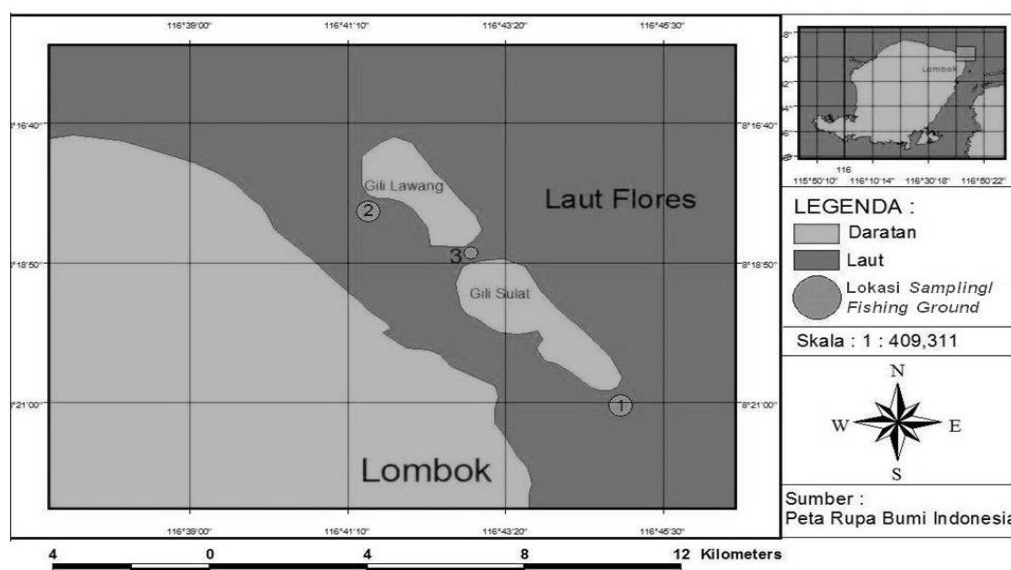 116°39'00" 116°41'10" 116°43'20" 116°45'30"
8°16'40" 8°16'40"
Gili Lawang
Laut Flores
2
3
8°18'50" 8°18'50"
Gili Sulat
8°21'00" 8°21'00"
1
Lombok
116°39'00" 116°41'10" 116°43'20" 116°45'30"
4 0 4 8 12 Kilometers
Lombok
116
115°50'10" 116°10'14" 116°30'18" 116°50'22"
LEGENDA :
Daratan
Laut
Lokasi Sampling/
Fishing Ground
Skala : 1 : 409,311
N
W E
S
Sumber :
Peta Rupa Bumi Indonesia